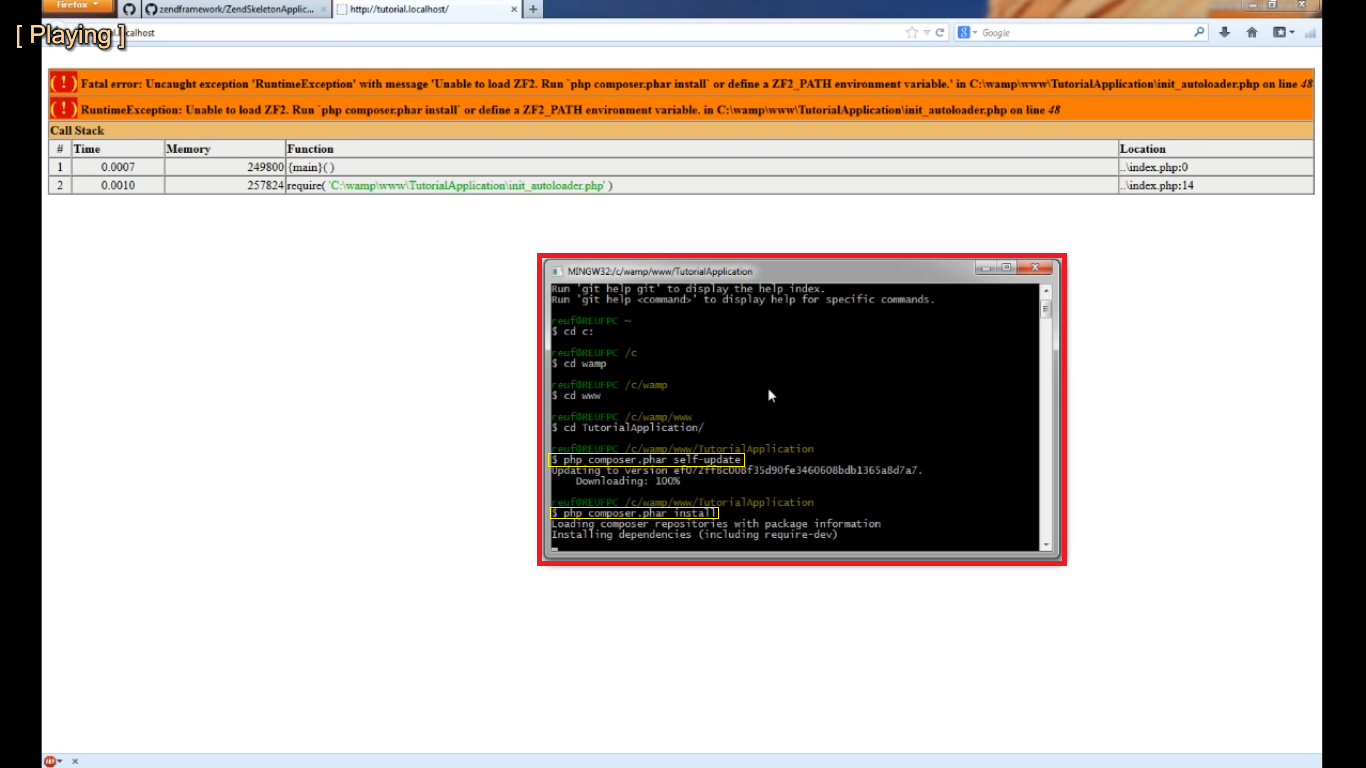 Firefox
zendframework/ZendSkeletonApplic...
http://tutorial.localhost/
[ Playing ]
localhost
Google
( ! ) Fatal error: Uncaught exception 'RuntimeException' with message 'Unable to load ZF2. Run `php composer.phar install` or define a ZF2_PATH environment variable.' in C:\wamp\www\TutorialApplication\init_autoloader.php on line 48
( ! ) RuntimeException: Unable to load ZF2. Run `php composer.phar install` or define a ZF2_PATH environment variable. in C:\wamp\www\TutorialApplication\init_autoloader.php on line 48
Call Stack
# Time Memory Function Location
1 0.0007 249800 {main}( ) ..\index.php:0
2 0.0010 257824 require( 'C:\wamp\www\TutorialApplication\init_autoloader.php' ) ..\index.php:14
MINGW32:/c/wamp/www/TutorialApplication
Run 'git help git' to display the help index.
Run 'git help <command>' to display help for specific commands.
reuf@REUFPC ~
$ cd c:
reuf@REUFPC /c
$ cd wamp
reuf@REUFPC /c/wamp
$ cd www
reuf@REUFPC /c/wamp/www
$ cd TutorialApplication/
reuf@REUFPC /c/wamp/www/TutorialApplication
$ php composer.phar self-update
Updating to version ef072ff8c008f35d90fe3460608bdb1365a8d7a7.
Downloading: 100%
reuf@REUFPC /c/wamp/www/TutorialApplication
$ php composer.phar install
Loading composer repositories with package information
Installing dependencies (including require-dev)